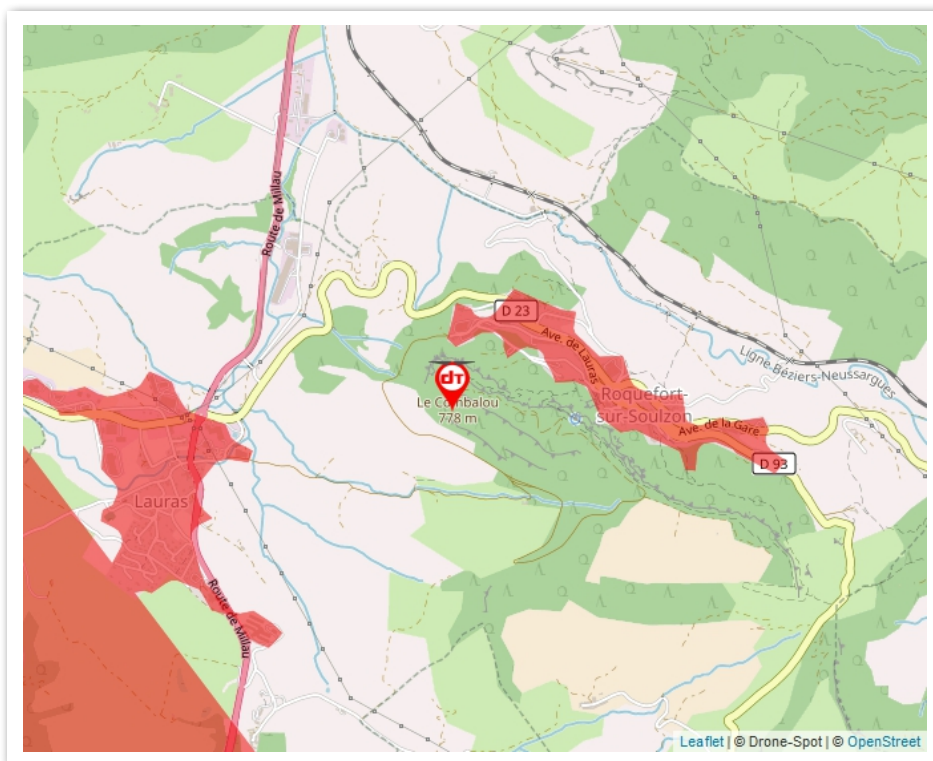 Route de Millau
D 23
Ave. de Lauras
Ligne Béziers-Neussargues
dT
Le Combalou
778 m
Roquefort-
sur-Soulzon
Ave. de la Gare
D 93
Lauras
Route de Millau
Leaflet | © Drone-Spot | © OpenStreet